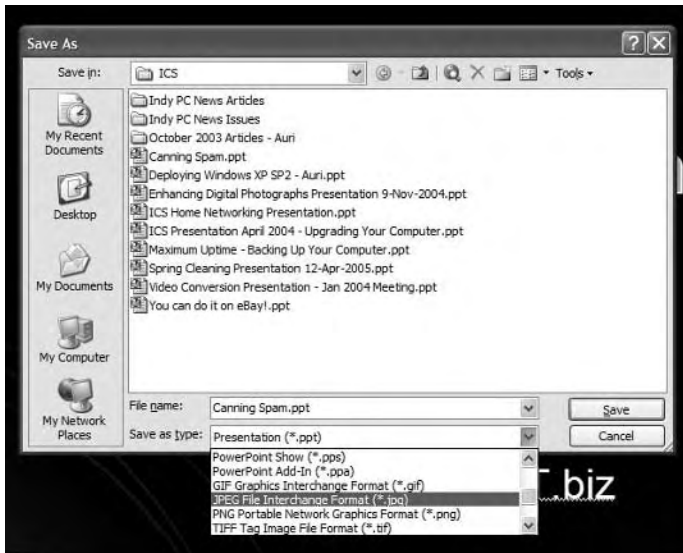 Save As
Save in:
ICS
Tools
My Recent Documents
Desktop
My Documents
My Computer
My Network Places
Indy PC News Articles
Indy PC News Issues
October 2003 Articles - Auri
Canning Spam.ppt
Deploying Windows XP SP2 - Auri.ppt
Enhancing Digital Photographs Presentation 9-Nov-2004.ppt
ICS Home Networking Presentation.ppt
ICS Presentation April 2004 - Upgrading Your Computer.ppt
Maximum Uptime - Backing Up Your Computer.ppt
Spring Cleaning Presentation 12-Apr-2005.ppt
Video Conversion Presentation - Jan 2004 Meeting.ppt
You can do it on eBay!.ppt
File name:
Canning Spam.ppt
Save
Save as type:
Presentation (*.ppt)
Cancel
PowerPoint Show (*.pps)
PowerPoint Add-In (*.ppa)
GIF Graphics Interchange Format (*.gif)
JPEG File Interchange Format (*.jpg)
PNG Portable Network Graphics Format (*.png)
TIFF Tag Image File Format (*.tif)
.biz